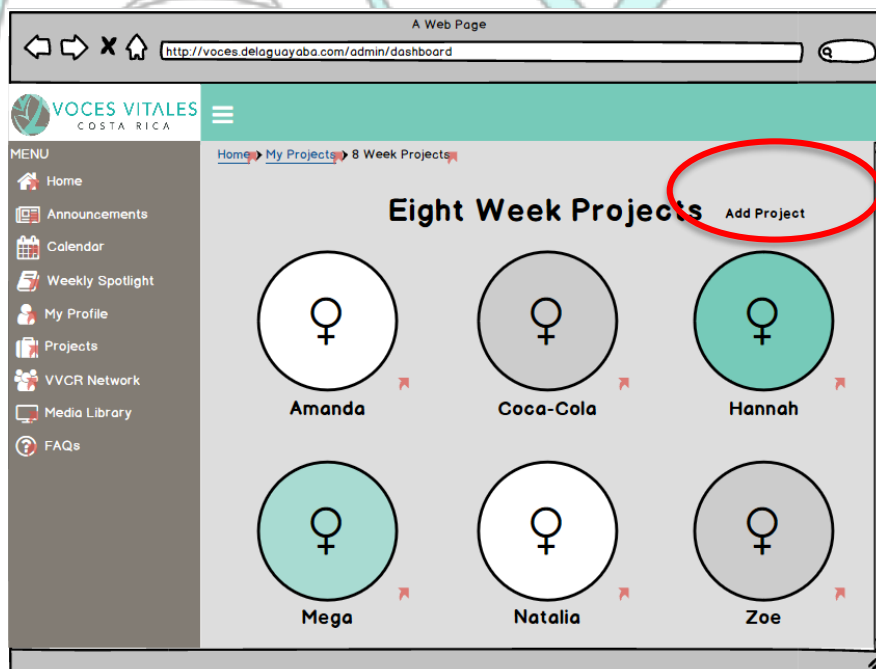 A Web Page
http://voces.delaguayaba.com/admin/dashboard
VOCES VITALES
COSTA RICA
MENU
Home
Announcements
Calendar
Weekly Spotlight
My Profile
Projects
VVCR Network
Media Library
FAQs
Home My Projects 8 Week Projects
Eight Week Projects Add Project
Amanda Coca-Cola Hannah
Mega Natalia Zoe